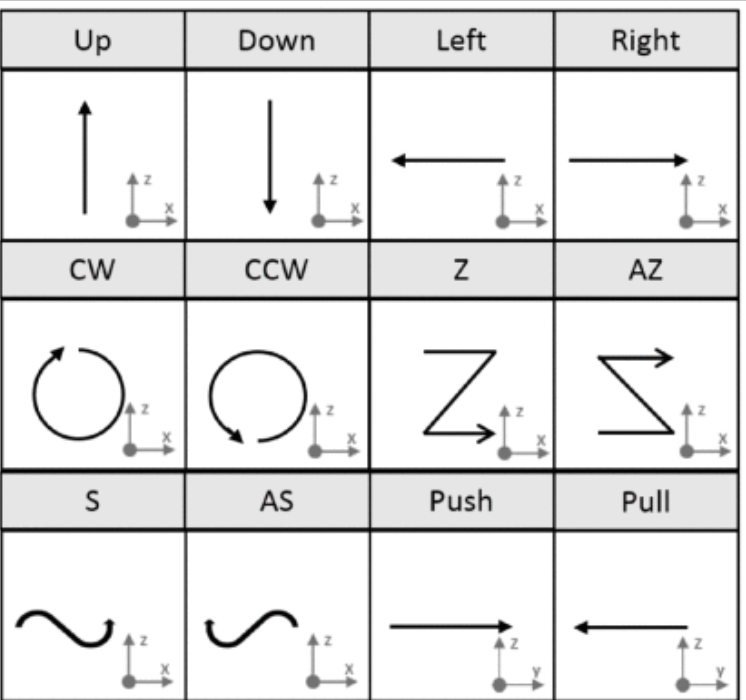 Up Down Left Right
z z z z
x x x x
CW CCW Z AZ
z z z z
x x x x
S AS Push Pull
z z z z
x x y y